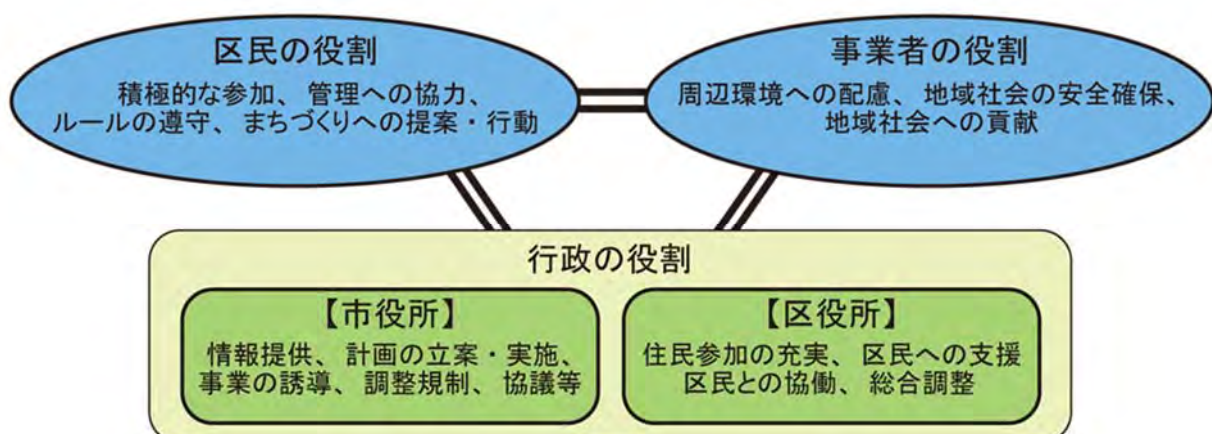 区民の役割
積極的な参加、管理への協力、
ルールの遵守、まちづくりへの提案・行動
事業者の役割
周辺環境への配慮、地域社会の安全確保、
地域社会への貢献
行政の役割
【市役所】
情報提供、計画の立案・実施、
事業の誘導、調整規制、協議等
【区役所】
住民参加の充実、区民への支援
区民との協働、総合調整